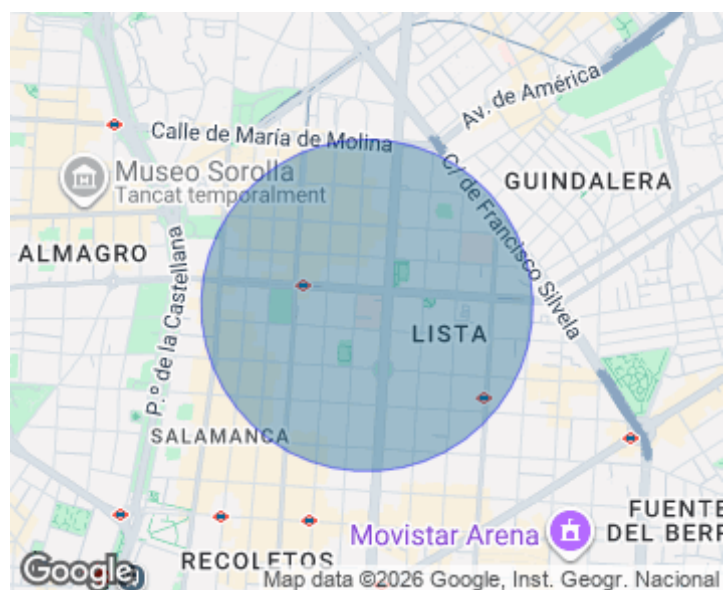 Av. de América
Calle de María de Molina
Museo Sorolla
Tancat temporalment
C/ de Francisco Silvela
GUINDALERA
ALMAGRO
P.º de la Castellana
LISTA
SALAMANCA
Movistar Arena
FUENTE
DEL BERR
RECOLETOS
Google
Map data ©2026 Google, Inst. Geogr. Nacional